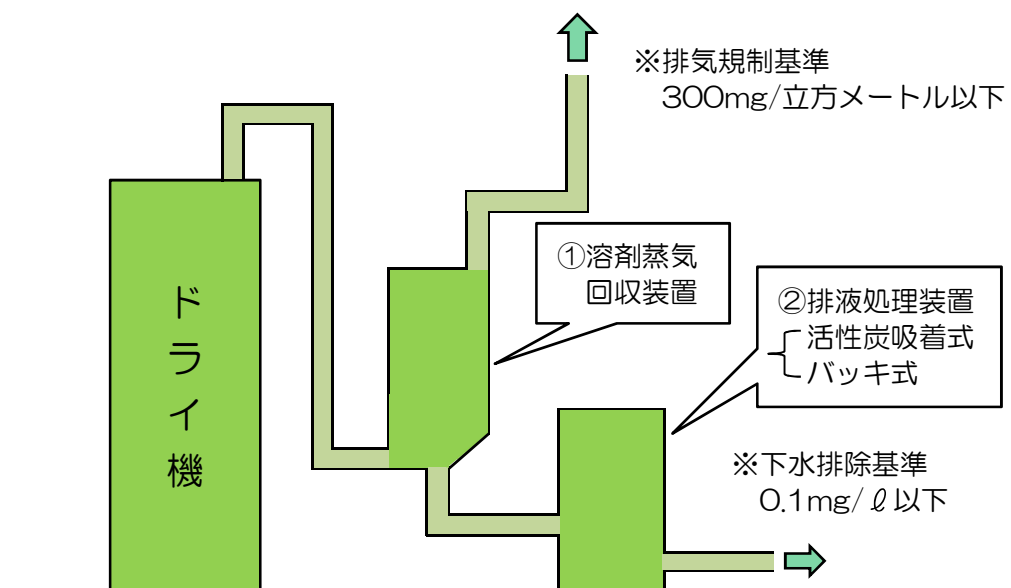 ※排気規制基準
300mg/立方メートル以下
①溶剤蒸気
回収装置
②排液処理装置
活性炭吸着式
バッキ式
ドライ機
※下水排除基準
0.1mg/ℓ以下